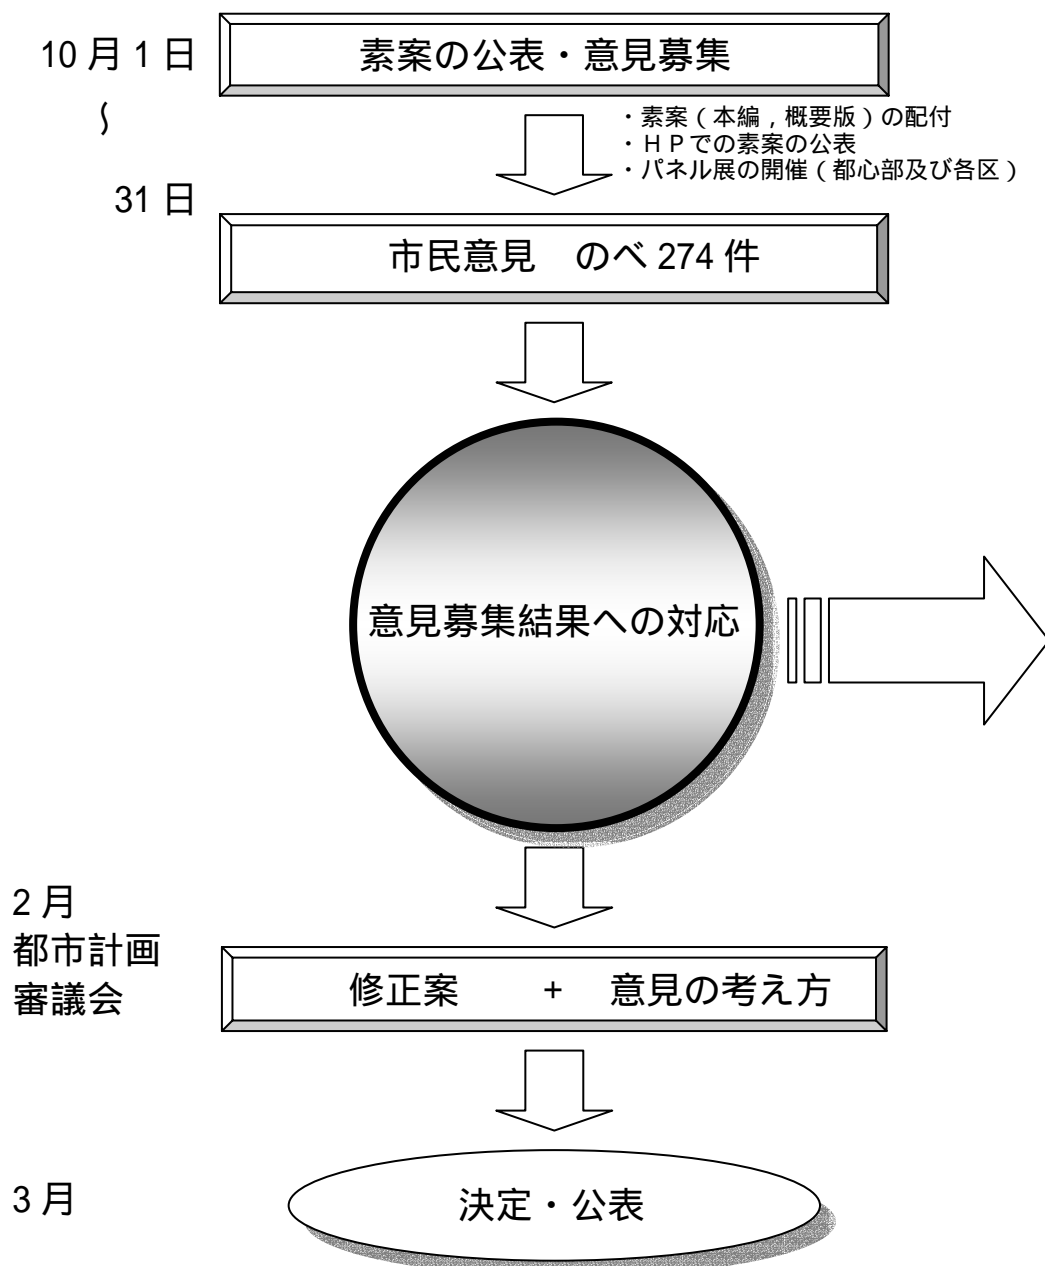 10月1日
素案の公表・意見募集
〜
・素案（本編，概要版）の配付
・ＨＰでの素案の公表
・パネル展の開催（都心部及び各区）
31日
市民意見　のべ274件
意見募集結果への対応
2月
都市計画
審議会
修正案　　+　意見の考え方
3月
決定・公表